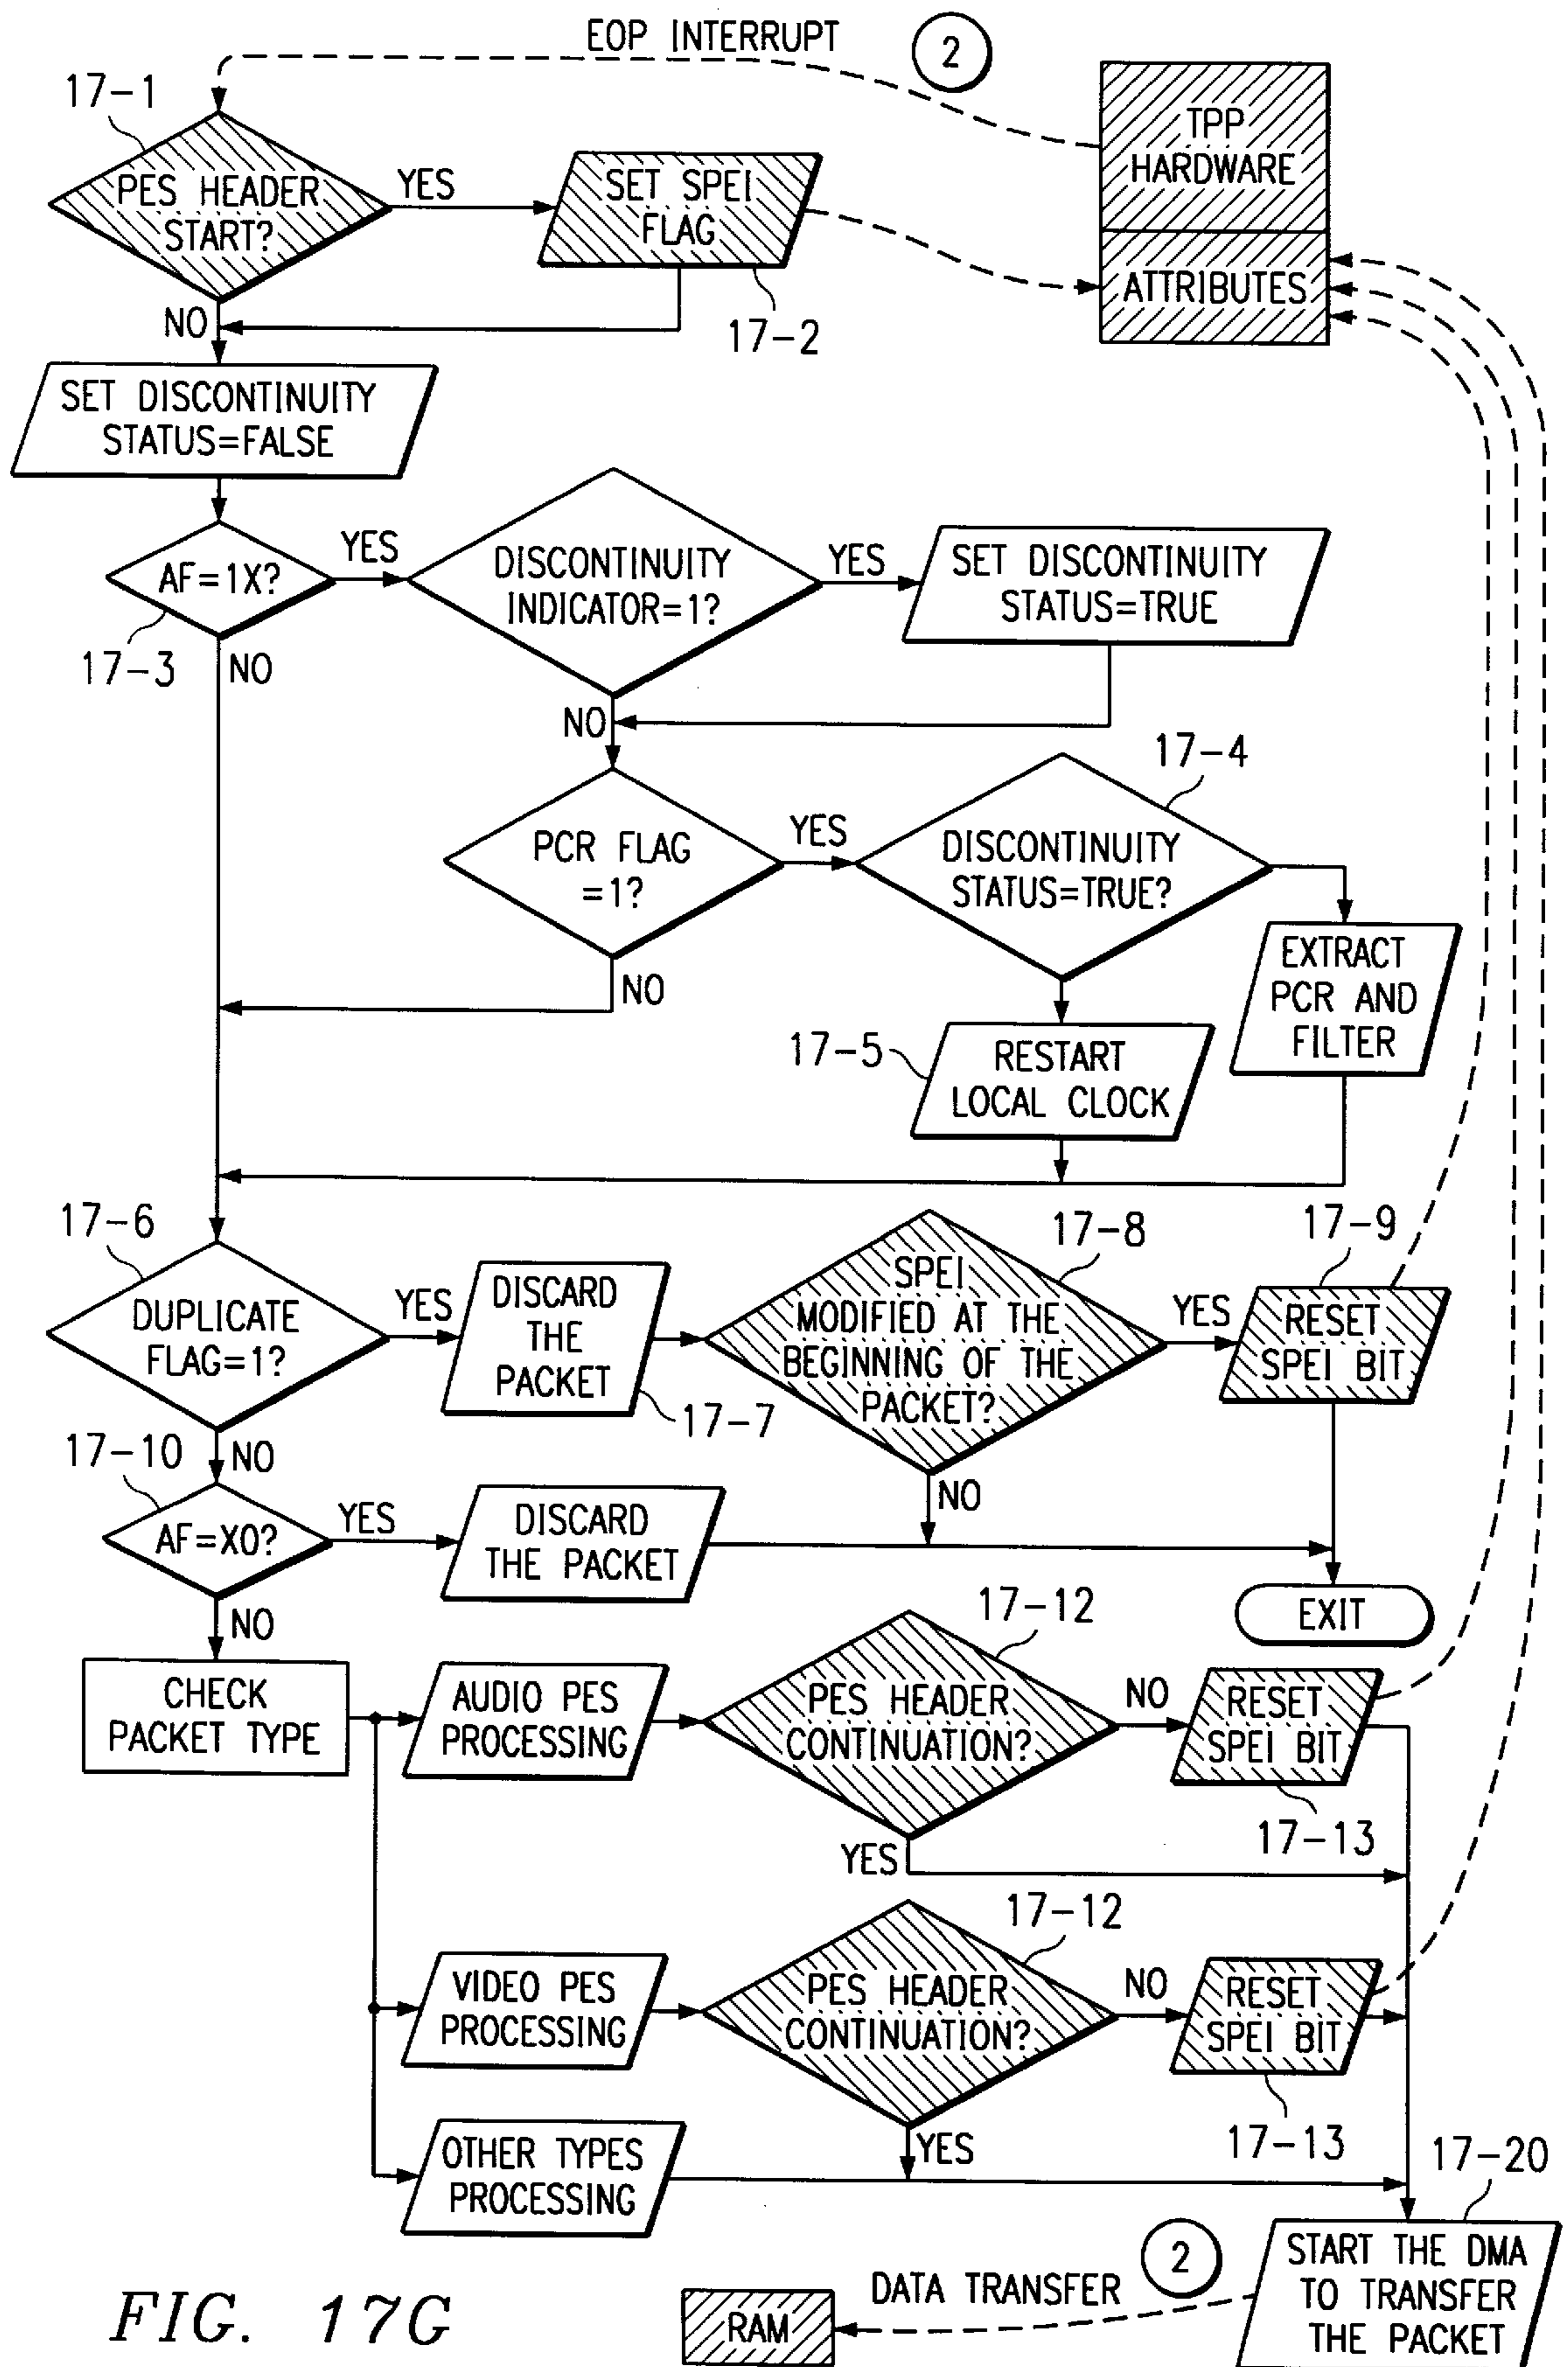 EOP INTERRUPT
2
17-1
TPP
HARDWARE
PES HEADER
START?
YES
SET SPEI
FLAG
ATTRIBUTES
NO
17-2
SET DISCONTINUITY
STATUS=FALSE
AF=1X?
YES
DISCONTINUITY
INDICATOR=1?
YES
SET DISCONTINUITY
STATUS=TRUE
17-3
NO
NO
17-4
PCR FLAG
=1?
YES
DISCONTINUITY
STATUS=TRUE?
NO
EXTRACT
PCR AND
FILTER
17-5
RESTART
LOCAL CLOCK
17-6
17-8
17-9
DUPLICATE
FLAG=1?
YES
DISCARD
THE
PACKET
SPEI
MODIFIED AT THE
BEGINNING OF THE
PACKET?
YES
RESET
SPEI BIT
17-7
17-10
NO
NO
AF=X0?
YES
DISCARD
THE PACKET
EXIT
NO
17-12
CHECK
PACKET TYPE
AUDIO PES
PROCESSING
PES HEADER
CONTINUATION?
NO
RESET
SPEI BIT
17-13
YES
17-12
VIDEO PES
PROCESSING
PES HEADER
CONTINUATION?
NO
RESET
SPEI BIT
17-13
YES
OTHER TYPES
PROCESSING
17-20
START THE DMA
TO TRANSFER
THE PACKET
2
DATA TRANSFER
RAM
FIG. 17G